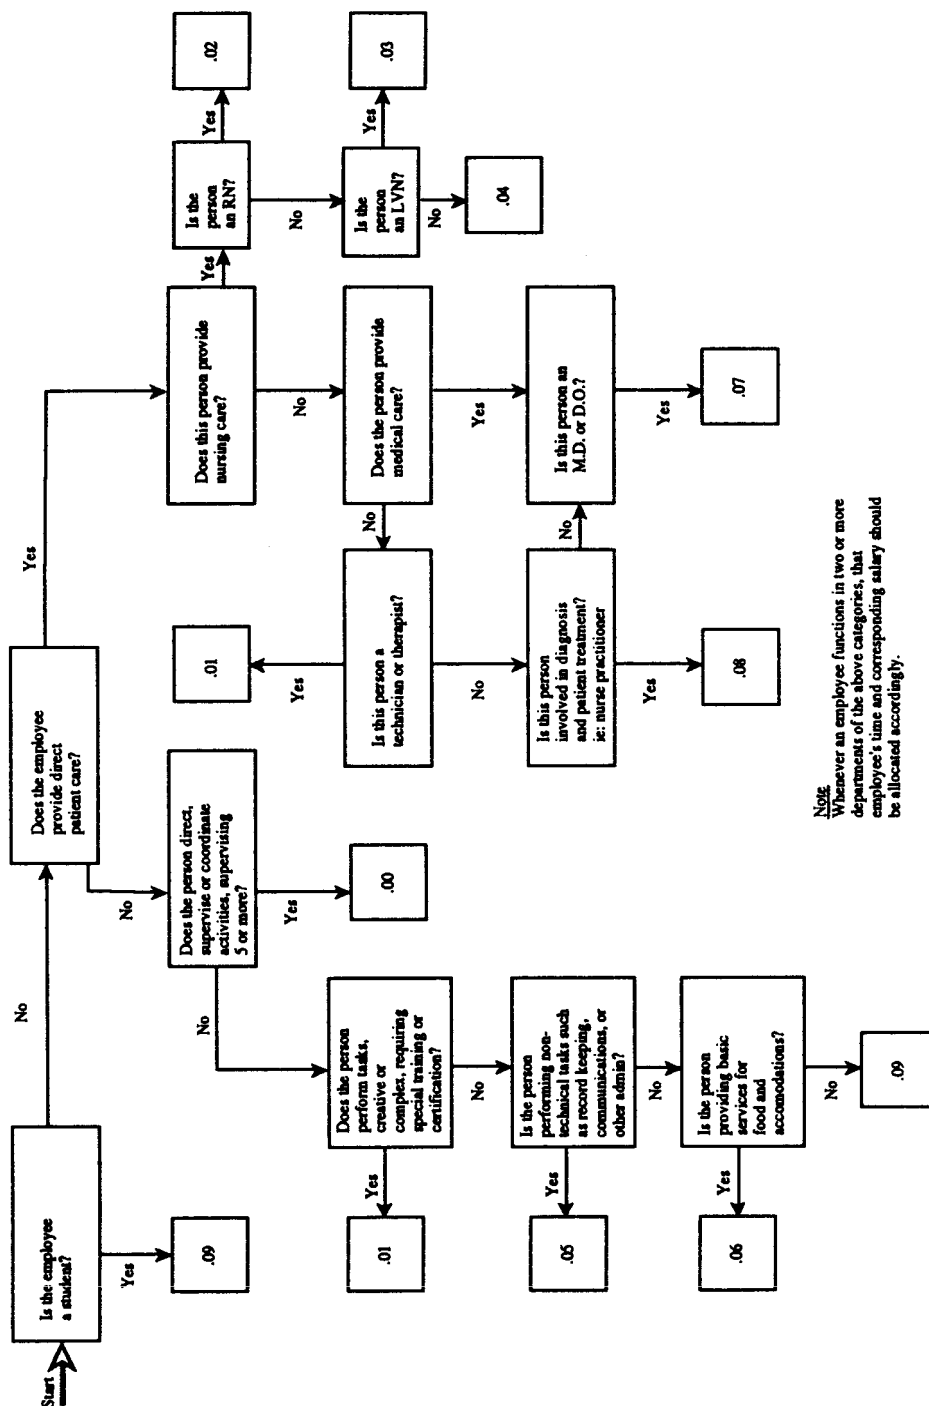 Start
Is the employee
a student?
Yes
.09
No
Does the employee
provide direct
patient care?
No
Yes
Does the person direct,
supervise or coordinate
activities, supervising
5 or more?
Yes
.00
No
Does the person
perform tasks,
creative or
complex, requiring
special training or
certification?
Yes
.01
No
Is the person
performing non-
technical tasks such
as record keeping,
communications, or
other admin?
Yes
.05
No
Is the person
providing basic
services for
food and
accomodations?
Yes
.06
No
.09
Does this person provide
nursing care?
Yes
Is the
person
an RN?
Yes
.02
No
Is the
person
an LVN?
Yes
.03
No
.04
No
Does the person provide
medical care?
No
Is this person a
technician or therapist?
Yes
.01
No
Is this person
involved in diagnosis
and patient treatment?
ie: nurse practitioner
Yes
.08
No
Yes
Is this person an
M.D. or D.O.?
Yes
.07
Note
Whenever an employee functions in two or more
departments of the above categories, that
employee's time and corresponding salary should
be allocated accordingly.